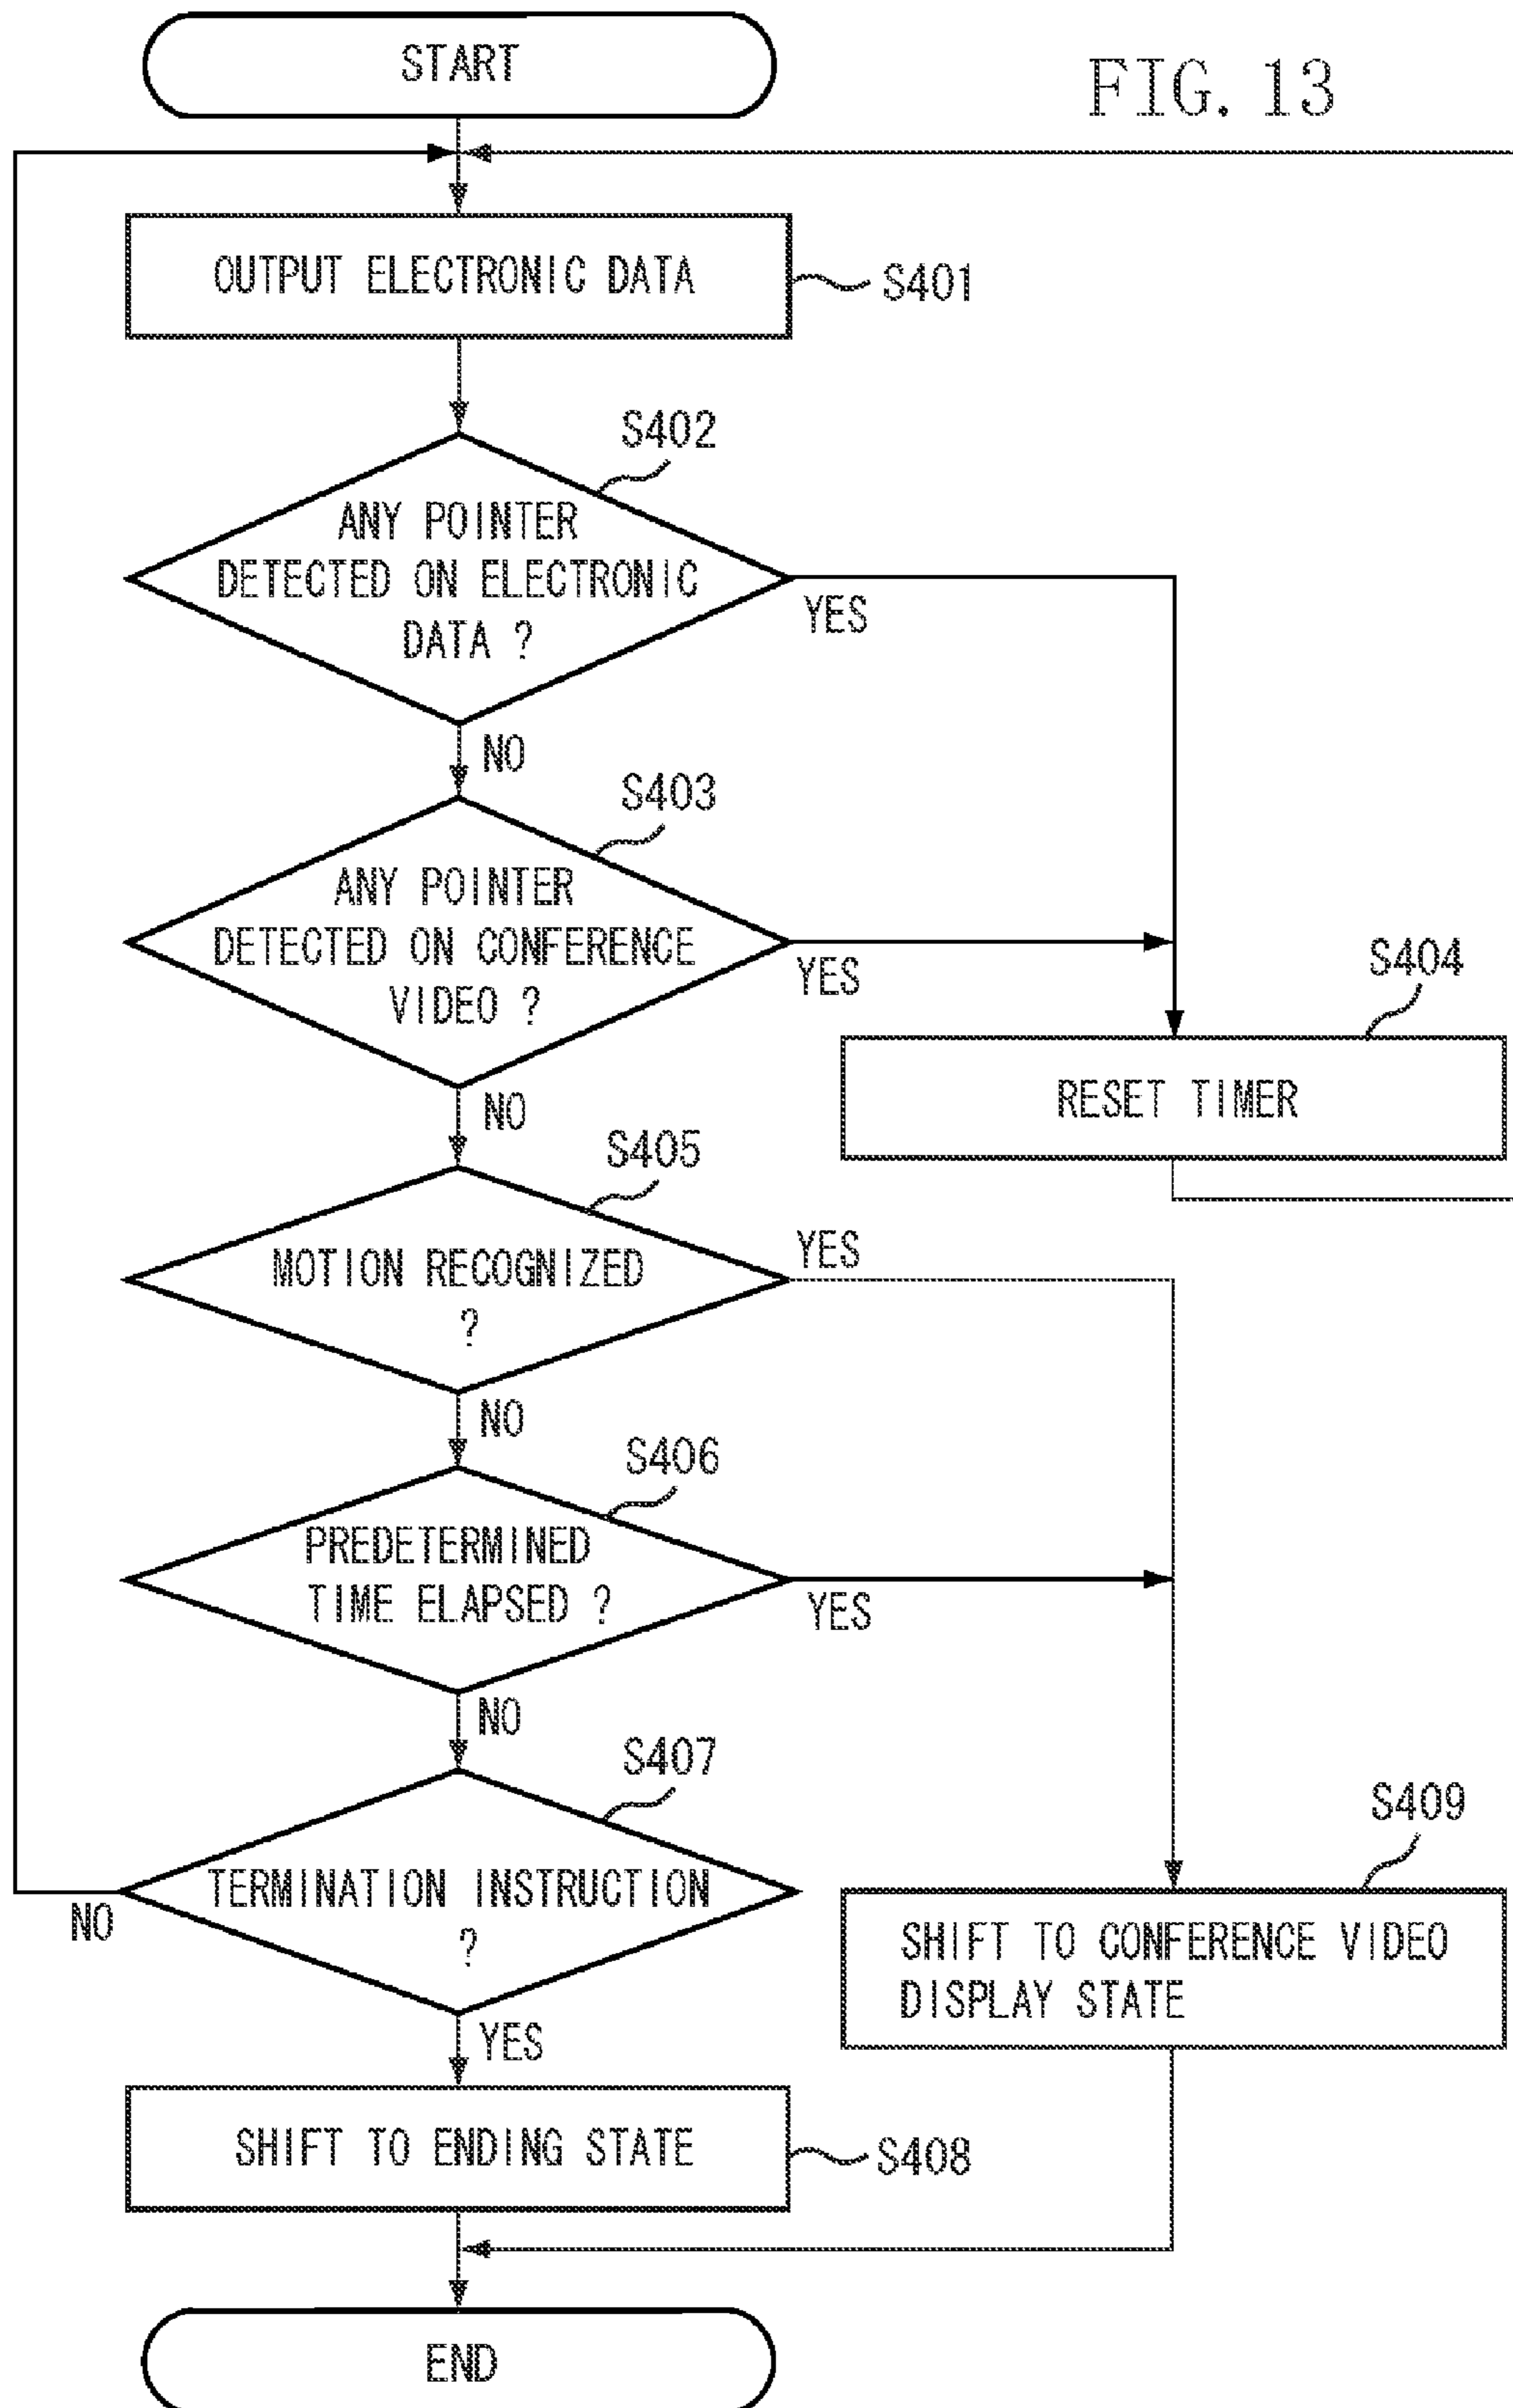 START
FIG. 13
OUTPUT ELECTRONIC DATA
S401
S402
ANY POINTER
DETECTED ON ELECTRONIC
DATA ?
YES
NO
S403
ANY POINTER
DETECTED ON CONFERENCE
VIDEO ?
YES
NO
S404
RESET TIMER
S405
MOTION RECOGNIZED
?
YES
NO
S406
PREDETERMINED
TIME ELAPSED ?
YES
NO
S407
TERMINATION INSTRUCTION
?
NO
YES
S409
SHIFT TO CONFERENCE VIDEO
DISPLAY STATE
SHIFT TO ENDING STATE
S408
END